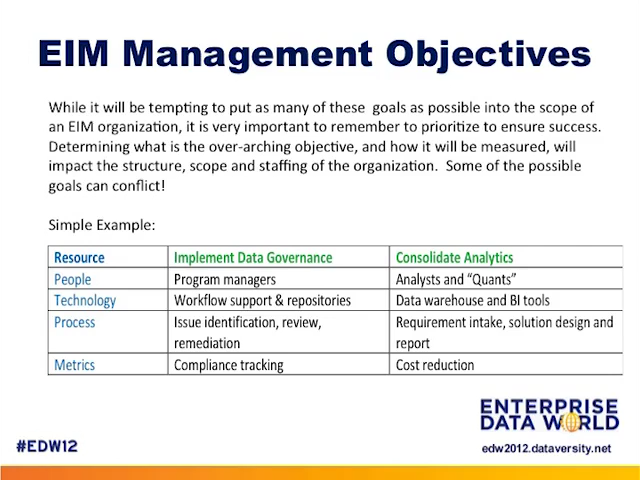 EIM Management Objectives
While it will be tempting to put as many of these goals as possible into the scope of
an EIM organization, it is very important to remember to prioritize to ensure success.
Determining what is the over-arching objective, and how it will be measured, will
impact the structure, scope and staffing of the organization. Some of the possible
goals can conflict!
Simple Example:
Resource Implement Data Governance Consolidate Analytics
People Program managers Analysts and “Quants”
Technology Workflow support & repositories Data warehouse and BI tools
Process Issue identification, review, Requirement intake, solution design and
remediation report
Metrics Compliance tracking Cost reduction
ENTERPRISE
DATA WORLD
#EDW12 edw2012.dataversity.net